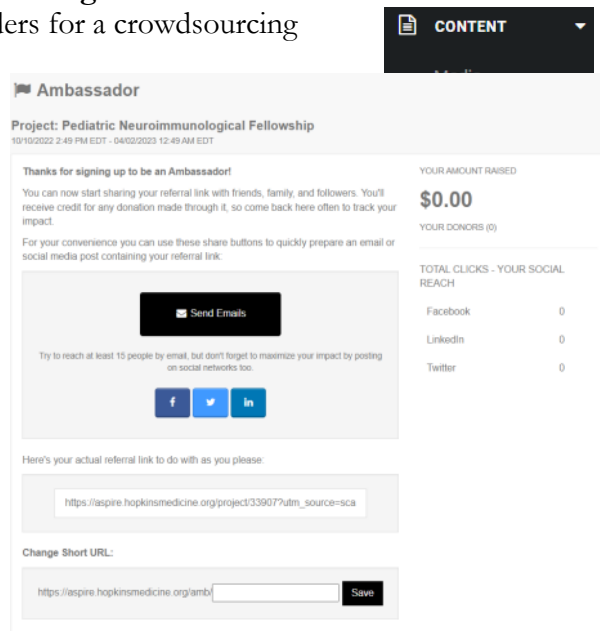 ders for a crowdsourcing
CONTENT
Ambassador
Project: Pediatric Neuroimmunological Fellowship
10/10/2022 2:49 PM EDT - 04/02/2023 12:49 AM EDT
Thanks for signing up to be an Ambassador!
You can now start sharing your referral link with friends, family, and followers. You'll
receive credit for any donation made through it, so come back here often to track your
impact.
For your convenience you can use these share buttons to quickly prepare an email or
social media post containing your referral link:
Send Emails
Try to reach at least 15 people by email, but don't forget to maximize your impact by posting
on social networks too.
Here's your actual referral link to do with as you please:
https://aspire.hopkinsmedicine.org/project/33907?utm_source=sca
Change Short URL:
https://aspire.hopkinsmedicine.org/amb/
Save
YOUR AMOUNT RAISED
$0.00
YOUR DONORS (0)
TOTAL CLICKS - YOUR SOCIAL
REACH
Facebook 0
LinkedIn 0
Twitter 0